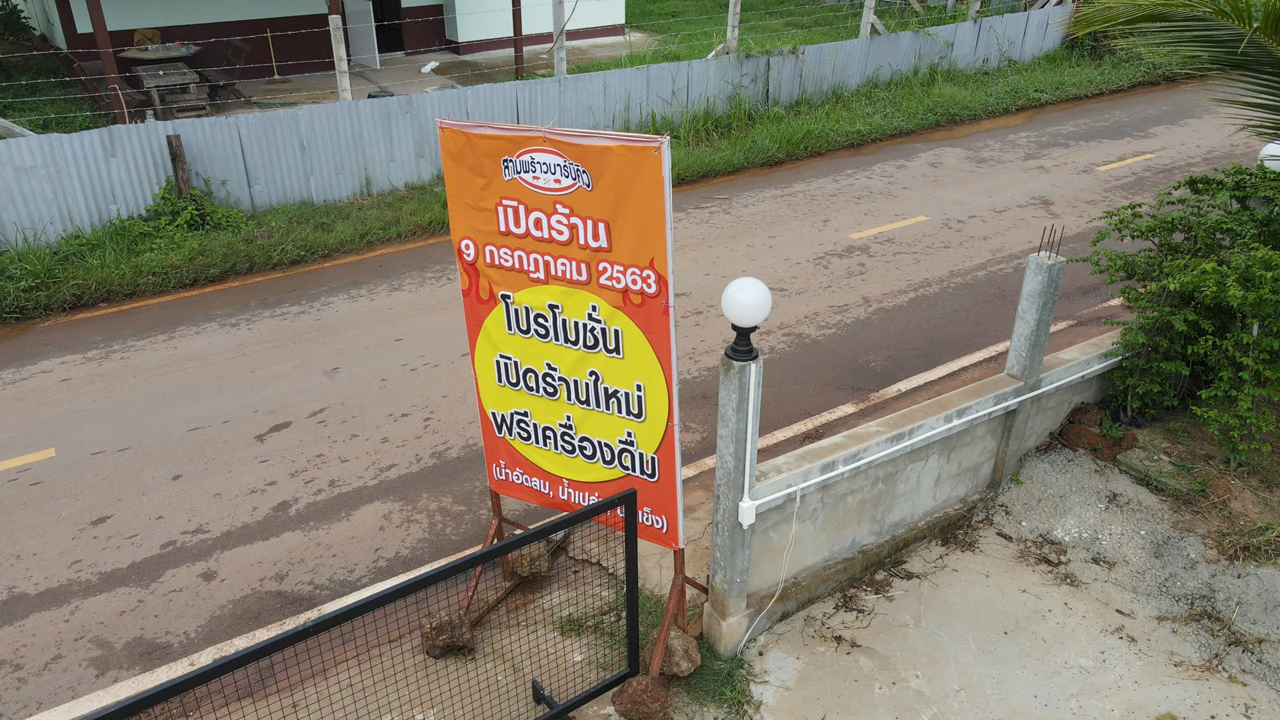 สามพร้าวบาร์บีคิว
เปิดร้าน
9 กรกฎาคม 2563
โปรโมชั่น
เปิดร้านใหม่
ฟรีเครื่องดื่ม
(น้ำอัดลม, น้ำเปล่า,